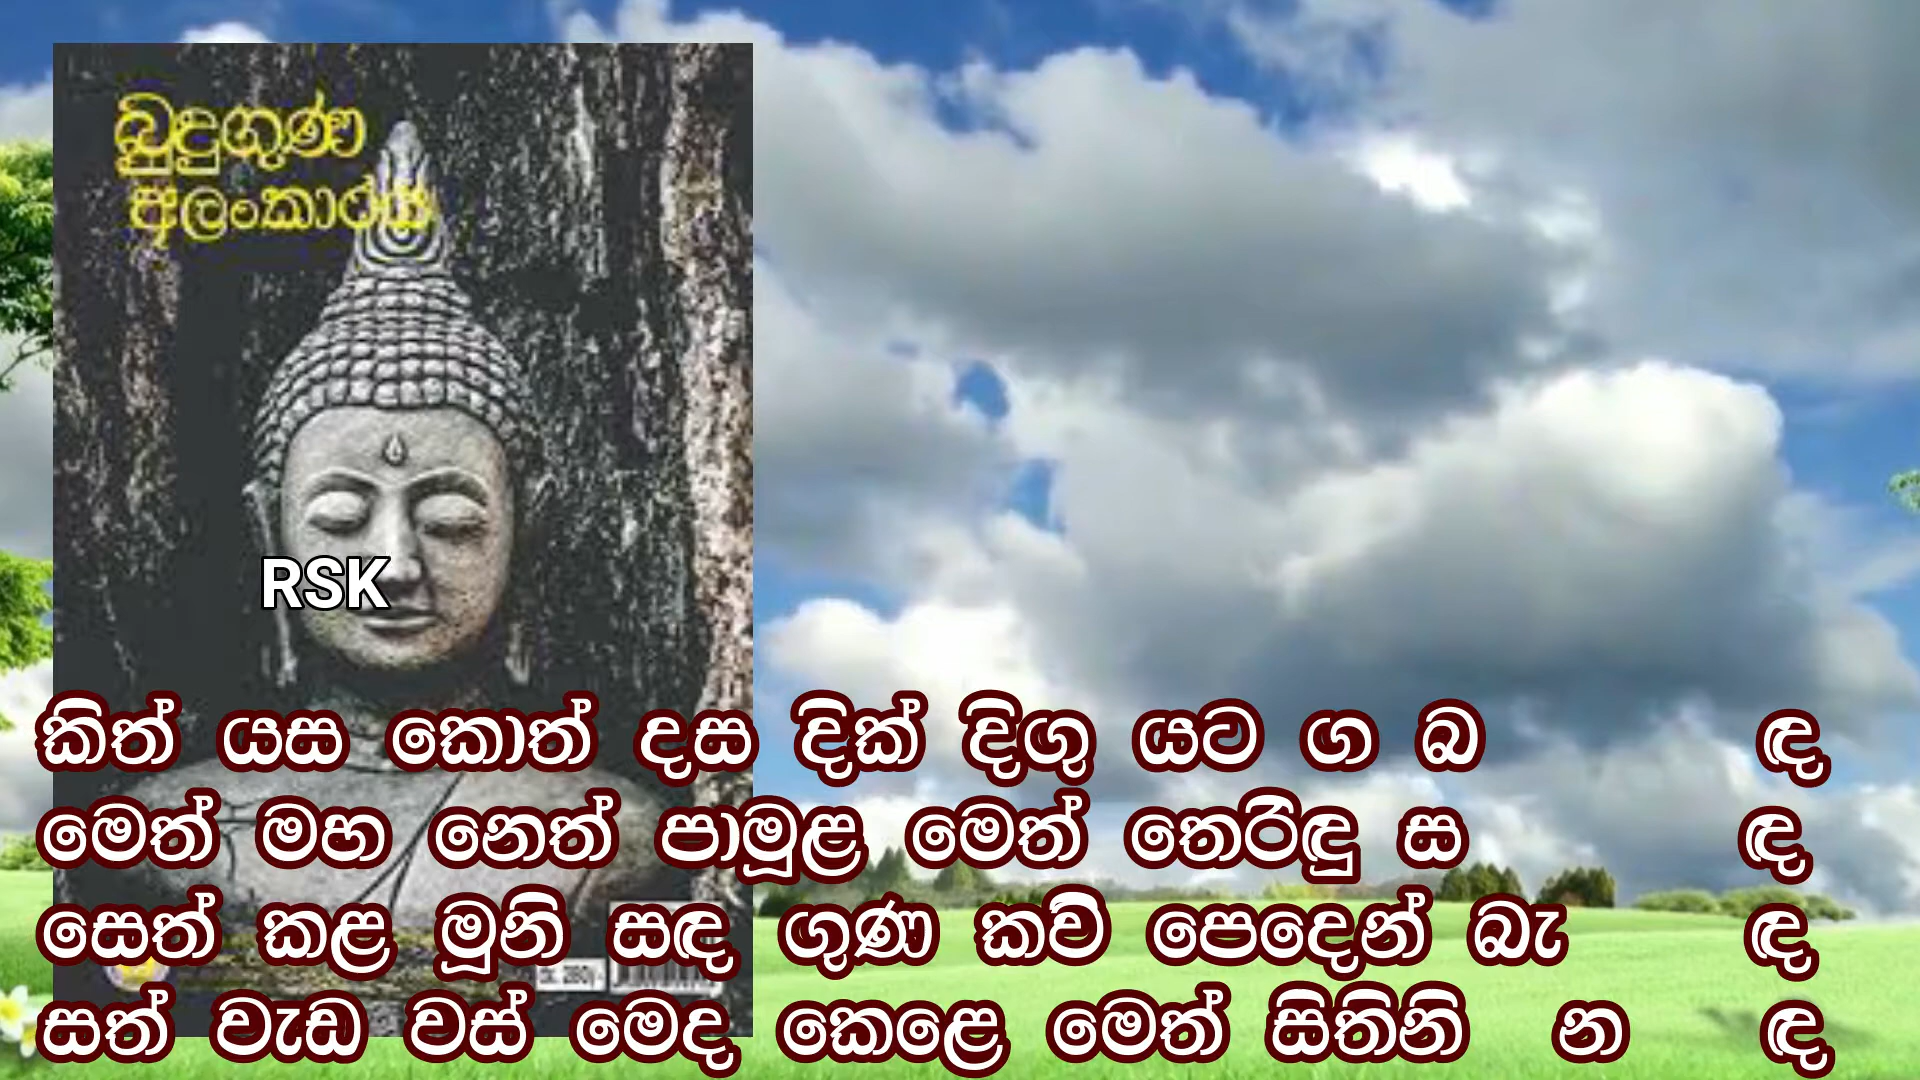 බුදුගුණ
අලංකාරය
RSK
කිත් යස කොත් දස දික් දිගු යට ග බ ඳ
මෙත් මහ නෙත් පාමූළ මෙත් තෙරිඳු ස ඳ
සෙත් කළ මූනි සඳ ගුණ කව් පෙදෙන් බැ ඳ
සත් වැඩ වස් මෙද කෙළෙ මෙත් සිතිනි න ඳ